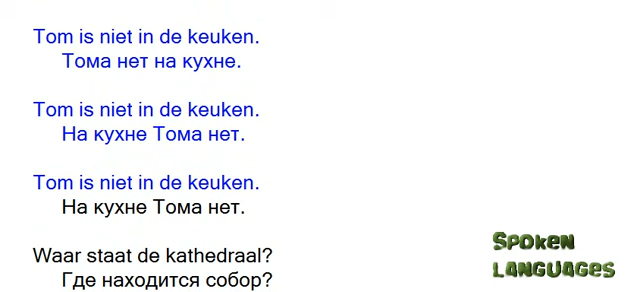 Tom is niet in de keuken.
Тома нет на кухне.
Tom is niet in de keuken.
На кухне Тома нет.
Tom is niet in de keuken.
На кухне Тома нет.
Waar staat de kathedraal?
Где находится собор?
Spoken
Languages